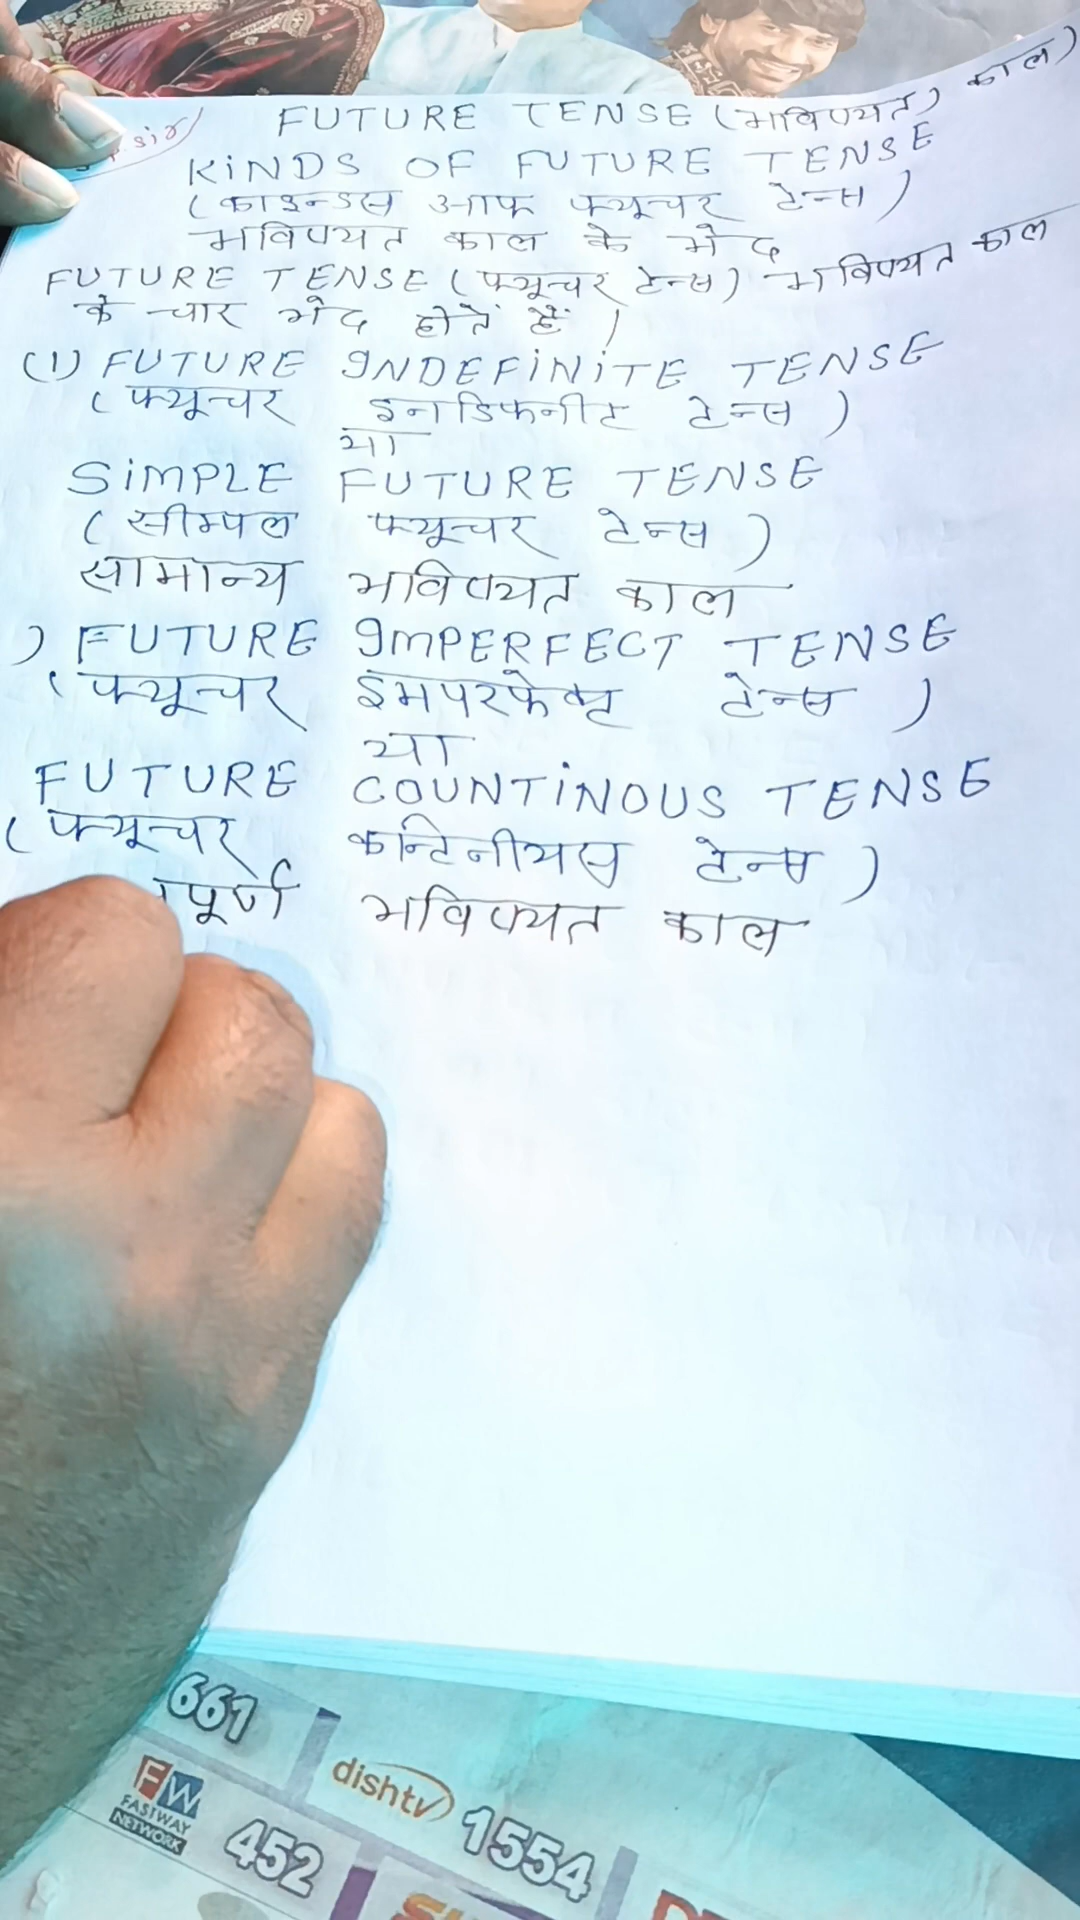 sir
FUTURE TENSE (भविष्यत) काल)
KINDS OF FUTURE TENSE
(काइन्डस आफ फ्यूचर टेन्स)
भविष्यत काल के भेद
FUTURE TENSE (फ्यूचर टेन्स) भविष्यत काल
के चार भेद होतें हैं।
(1) FUTURE INDEFINITE TENSE
(फ्यूचर इनडिफनीट टेन्स)
या
SIMPLE FUTURE TENSE
(सीम्पल फ्यूचर टेन्स)
सामान्य भविष्यत काल
) FUTURE IMPERFECT TENSE
(फ्यूचर इमपरफेक्ट टेन्स)
या
FUTURE COUNTINOUS TENSE
(फ्यूचर कन्टिनीयस टेन्स)
पूर्ण भविष्यत काल
661
dishtv 1554
FW
FASTWAY
NETWORK
452